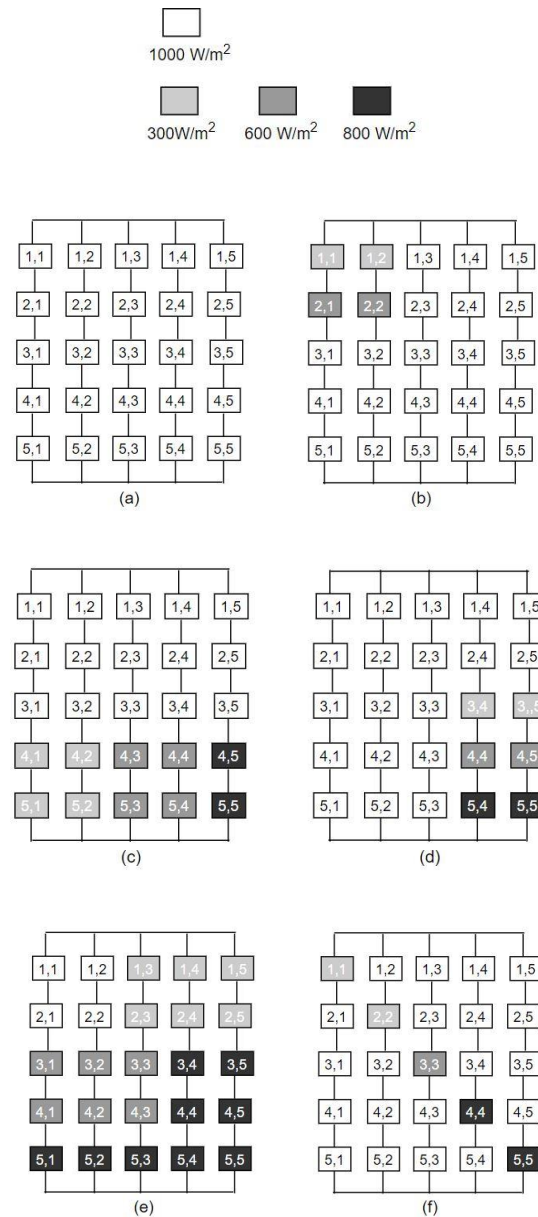 1000 W/m2
300W/m2 600 W/m2 800 W/m2
1,1 1,2 1,3 1,4 1,5
2,1 2,2 2,3 2,4 2,5
3,1 3,2 3,3 3,4 3,5
4,1 4,2 4,3 4,4 4,5
5,1 5,2 5,3 5,4 5,5
(a)
1,1 1,2 1,3 1,4 1,5
2,1 2,2 2,3 2,4 2,5
3,1 3,2 3,3 3,4 3,5
4,1 4,2 4,3 4,4 4,5
5,1 5,2 5,3 5,4 5,5
(b)
1,1 1,2 1,3 1,4 1,5
2,1 2,2 2,3 2,4 2,5
3,1 3,2 3,3 3,4 3,5
4,1 4,2 4,3 4,4 4,5
5,1 5,2 5,3 5,4 5,5
(c)
1,1 1,2 1,3 1,4 1,5
2,1 2,2 2,3 2,4 2,5
3,1 3,2 3,3 3,4 3,,5
4,1 4,2 4,3 4,4 4,5
5,1 5,2 5,3 5,4 5,5
(d)
1,1 1,2 1,3 1,4 1,5
2,1 2,2 2,3 2,4 2,5
3,1 3,2 3,3 3,4 3,5
4,1 4,2 4,3 4,4 4,5
5,1 5,2 5,3 5,4 5,5
(e)
1,1 1,2 1,3 1,4 1,5
2,1 2,2 2,3 2,4 2,5
3,1 3,2 3,3 3,4 3,5
4,1 4,2 4,3 4,4 4,5
5,1 5,2 5,3 5,4 5,5
(f)